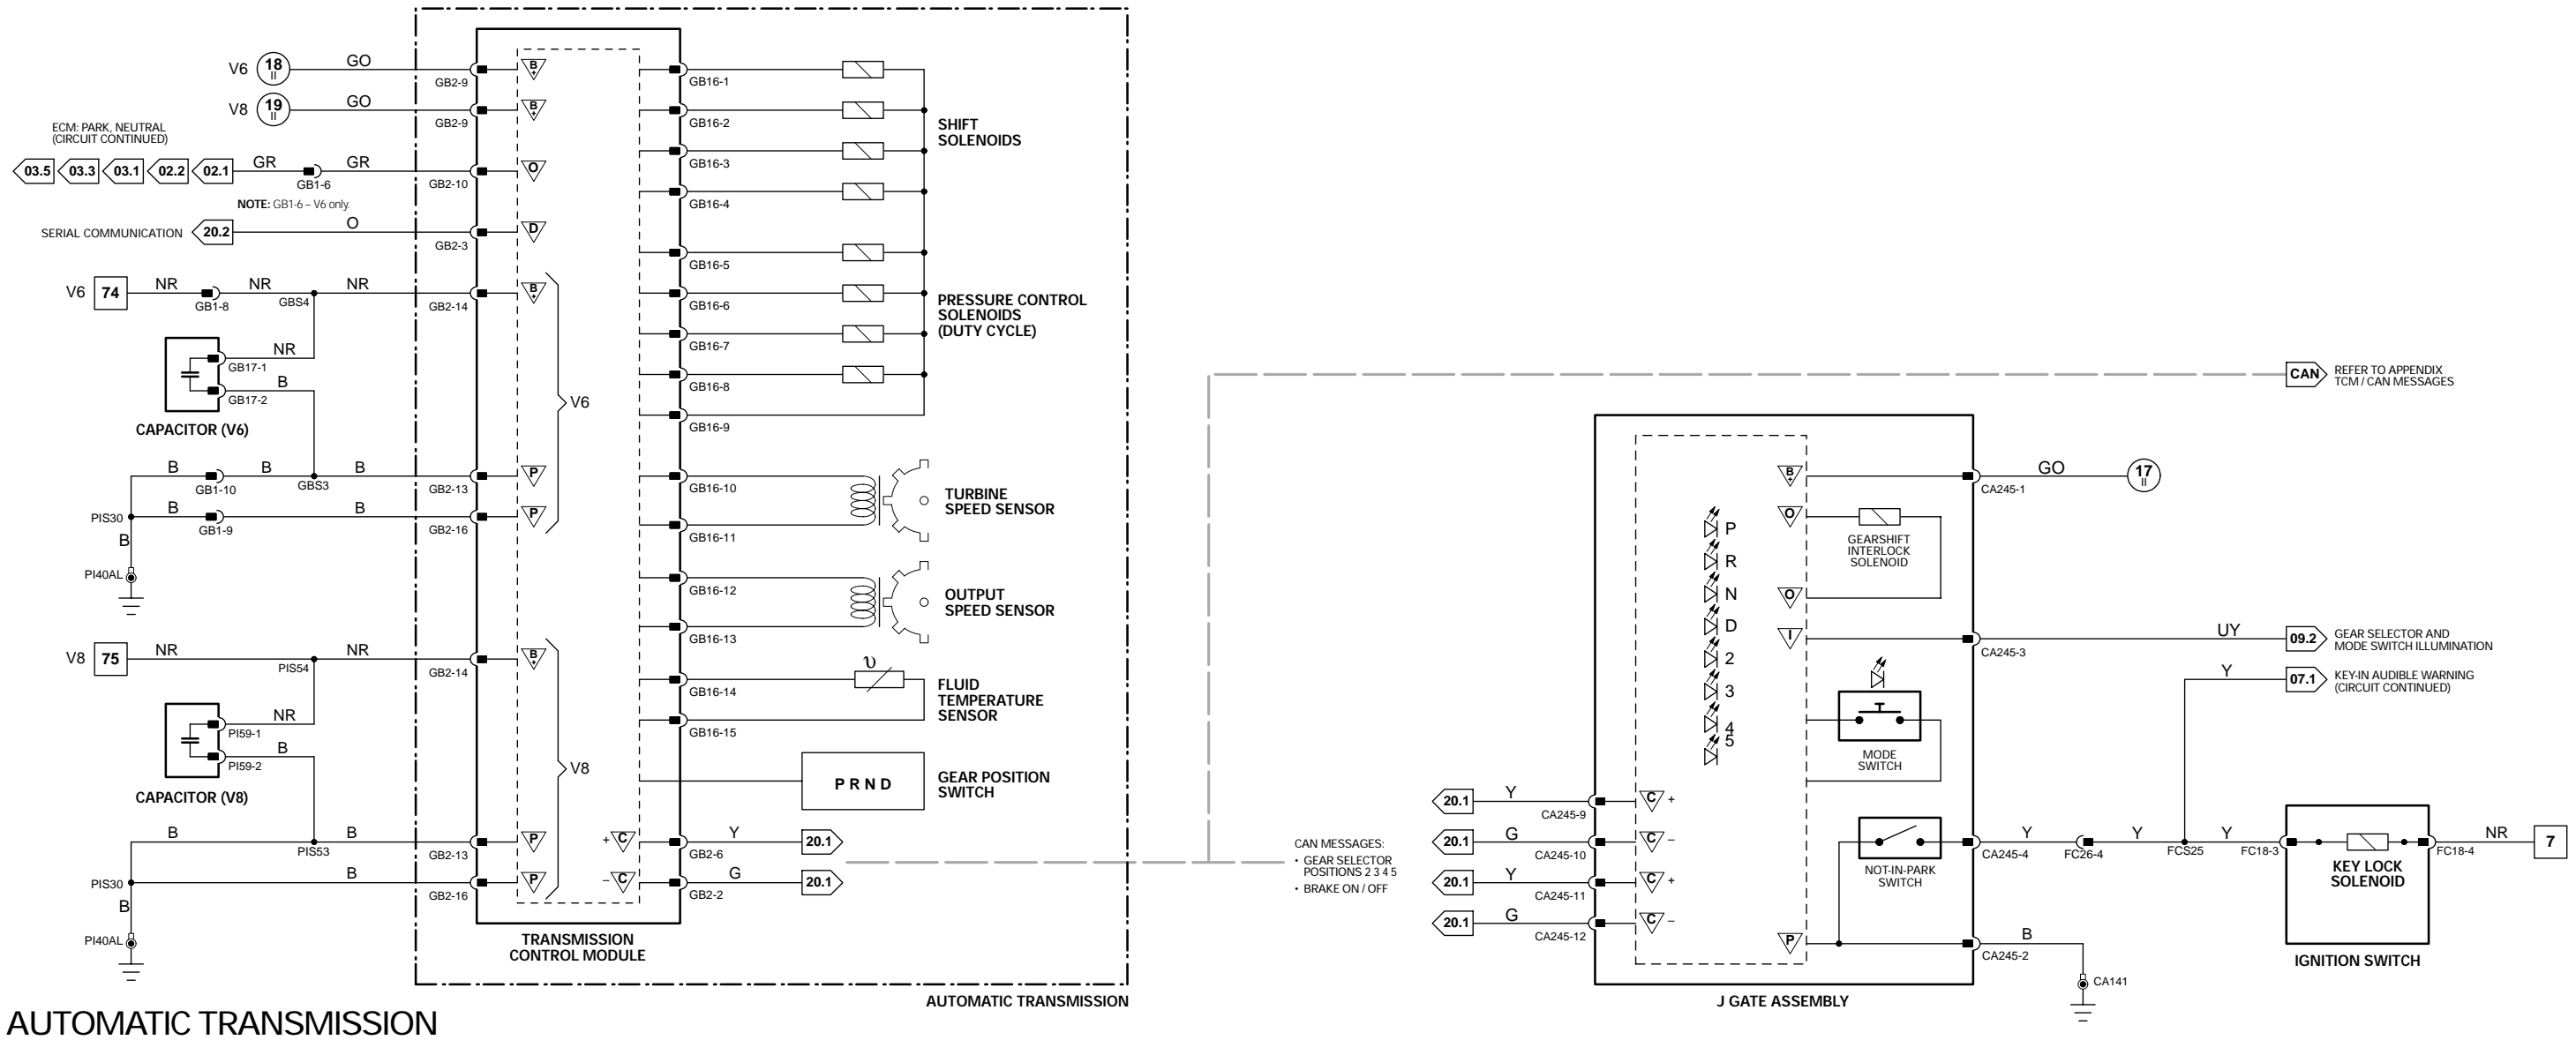 V6 18 II GO GB2-9 B+
V8 19 II GO GB2-9 B+
ECM: PARK, NEUTRAL
(CIRCUIT CONTINUED)
03.5 03.3 03.1 02.2 02.1 GR GB1-6 GR GB2-10 O
NOTE: GB1-6 – V6 only.
SERIAL COMMUNICATION 20.2 O GB2-3 D
V6 74 NR GB1-8 NR GBS4 NR GB2-14 B+
NR
GB17-1
B
GB17-2
CAPACITOR (V6)
V6
B GB1-10 B GBS3 B GB2-13 P
PIS30 B GB1-9 B GB2-16 P
B
PI40AL
V8 75 NR PIS54 NR GB2-14 B+
NR
PI59-1
B
PI59-2
CAPACITOR (V8)
V8
B PIS53 B GB2-13 P
PIS30 B GB2-16 P
B
PI40AL
TRANSMISSION
CONTROL MODULE
GB16-1
GB16-2
SHIFT
SOLENOIDS
GB16-3
GB16-4
GB16-5
GB16-6
PRESSURE CONTROL
SOLENOIDS
(DUTY CYCLE)
GB16-7
GB16-8
GB16-9
GB16-10
TURBINE
SPEED SENSOR
GB16-11
GB16-12
OUTPUT
SPEED SENSOR
GB16-13
υ
GB16-14
FLUID
TEMPERATURE
SENSOR
GB16-15
P R N D
GEAR POSITION
SWITCH
+ C GB2-6 Y 20.1
– C GB2-2 G 20.1
AUTOMATIC TRANSMISSION
CAN
REFER TO APPENDIX
TCM / CAN MESSAGES
CAN MESSAGES:
• GEAR SELECTOR
POSITIONS 2 3 4 5
• BRAKE ON / OFF
20.1 Y CA245-9 C +
20.1 G CA245-10 C –
20.1 Y CA245-11 C +
20.1 G CA245-12 C –
P
R
N
D
2
3
4
5
B+ CA245-1 GO 17 II
O
GEARSHIFT
INTERLOCK
SOLENOID
O
I CA245-3 UY 09.2
GEAR SELECTOR AND
MODE SWITCH ILLUMINATION
Y 07.1
KEY-IN AUDIBLE WARNING
(CIRCUIT CONTINUED)
MODE
SWITCH
NOT-IN-PARK
SWITCH
CA245-4 Y FC26-4 Y FCS25 Y FC18-3
KEY LOCK
SOLENOID
FC18-4 NR 7
P CA245-2 B
CA141
IGNITION SWITCH
J GATE ASSEMBLY
AUTOMATIC TRANSMISSION